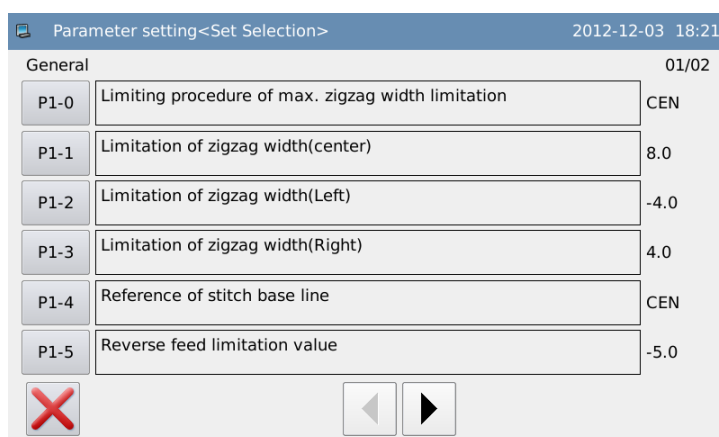 Parameter setting<Set Selection> 2012-12-03 18:21
General 01/02
P1-0 Limiting procedure of max. zigzag width limitation CEN
P1-1 Limitation of zigzag width(center) 8.0
P1-2 Limitation of zigzag width(Left) -4.0
P1-3 Limitation of zigzag width(Right) 4.0
P1-4 Reference of stitch base line CEN
P1-5 Reverse feed limitation value -5.0